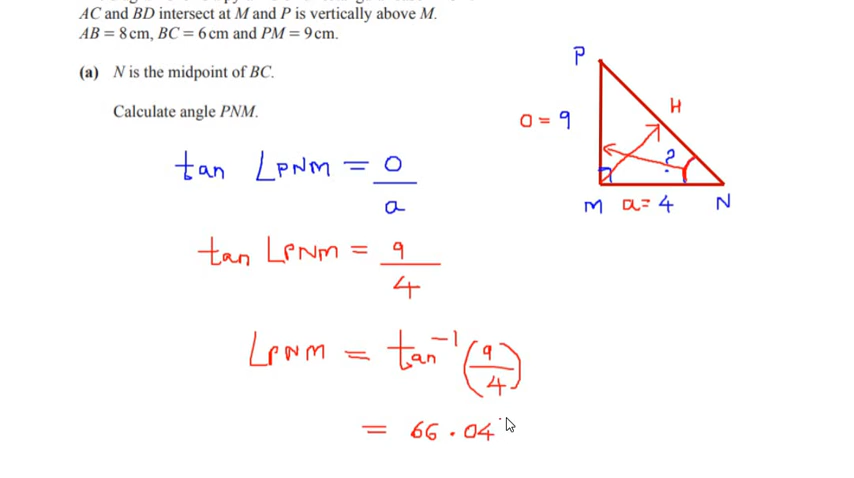 AC and BD intersect at M and P is vertically above M.
AB = 8 cm, BC = 6 cm and PM = 9 cm.
(a) N is the midpoint of BC.
Calculate angle PNM.
P
H
o = 9
?
M a = 4 N
tan ∠PNM = o/a
tan ∠PNM = 9/4
∠PNM = tan⁻¹(9/4)
= 66.04